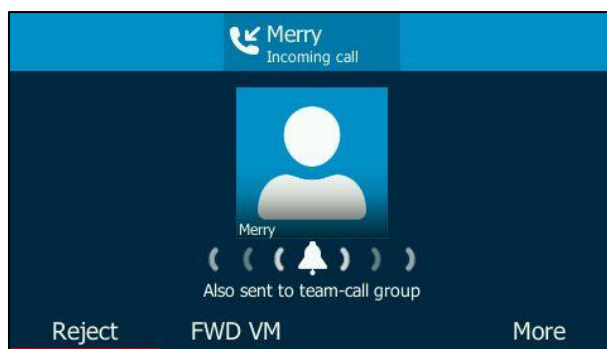 Merry
Incoming call
Merry
Also sent to team-call group
Reject FWD VM More